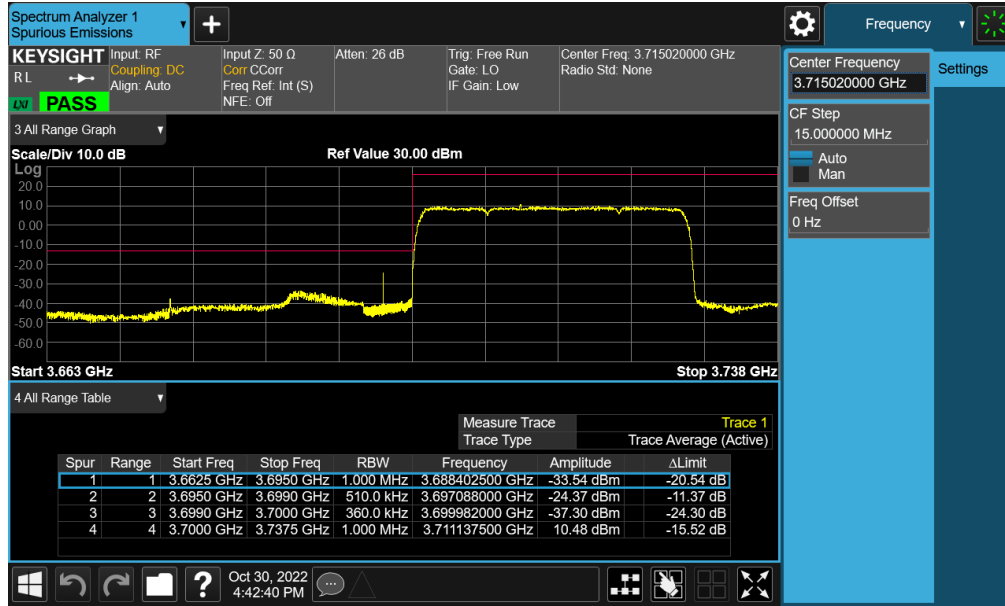 Spectrum Analyzer 1
Spurious Emissions
Frequency
KEYSIGHT
RL
LXI PASS
Input: RF
Coupling: DC
Align: Auto
Input Z: 50 Ω
Corr CCorr
Freq Ref: Int (S)
NFE: Off
Atten: 26 dB
Trig: Free Run
Gate: LO
IF Gain: Low
Center Freq: 3.715020000 GHz
Radio Std: None
Center Frequency
3.715020000 GHz
Settings
CF Step
15.000000 MHz
Auto
Man
Freq Offset
0 Hz
3 All Range Graph
Scale/Div 10.0 dB Ref Value 30.00 dBm
Log
20.0
10.0
0.00
-10.0
-20.0
-30.0
-40.0
-50.0
-60.0
Start 3.663 GHz Stop 3.738 GHz
4 All Range Table
Measure Trace Trace 1
Trace Type Trace Average (Active)
Spur Range Start Freq Stop Freq RBW Frequency Amplitude ΔLimit
1 1 3.6625 GHz 3.6950 GHz 1.000 MHz 3.688402500 GHz -33.54 dBm -20.54 dB
2 2 3.6950 GHz 3.6990 GHz 510.0 kHz 3.697088000 GHz -24.37 dBm -11.37 dB
3 3 3.6990 GHz 3.7000 GHz 360.0 kHz 3.699982000 GHz -37.30 dBm -24.30 dB
4 4 3.7000 GHz 3.7375 GHz 1.000 MHz 3.711137500 GHz 10.48 dBm -15.52 dB
?
Oct 30, 2022
4:42:40 PM